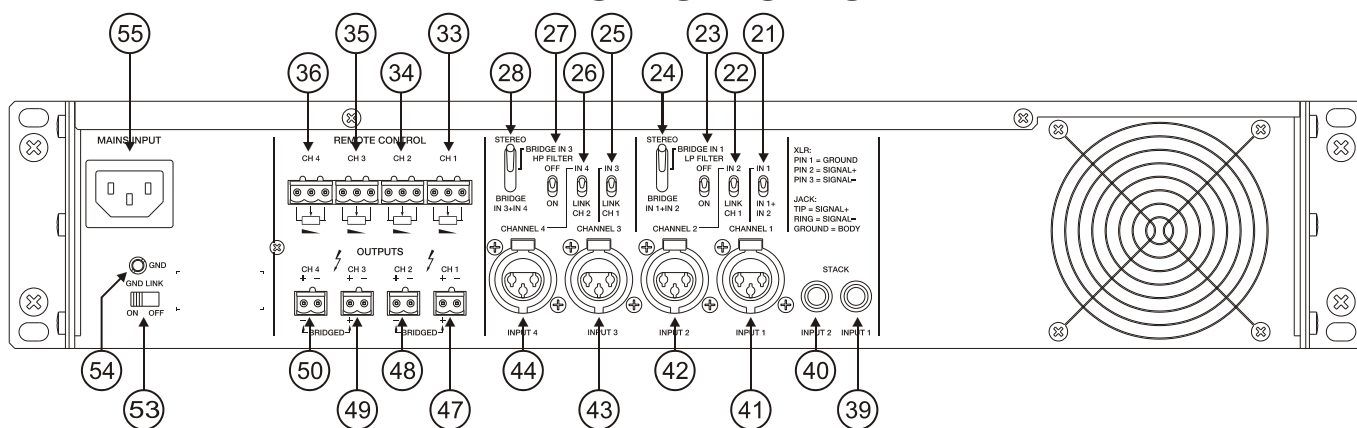 55
36
35
34
33
28
27
26
25
24
23
22
21
MAINS INPUT
REMOTE CONTROL
CH 4 CH 3 CH 2 CH 1
STEREO
BRIDGE IN 3
HP FILTER
OFF
ON
BRIDGE
IN 3+IN 4
IN 4
LINK
CH 2
IN 3
LINK
CH 1
STEREO
BRIDGE IN 1
LP FILTER
OFF
ON
BRIDGE
IN 1+IN 2
IN 2
LINK
CH 1
IN 1
IN 1+
IN 2
XLR:
PIN 1 = GROUND
PIN 2 = SIGNAL+
PIN 3 = SIGNAL–
JACK:
TIP = SIGNAL+
RING = SIGNAL–
GROUND = BODY
CHANNEL 4 CHANNEL 3 CHANNEL 2 CHANNEL 1
OUTPUTS
CH 4 CH 3 CH 2 CH 1
+ – + – + – + –
– BRIDGED + – BRIDGED +
GND
GND LINK
ON OFF
STACK
INPUT 4 INPUT 3 INPUT 2 INPUT 1 INPUT 2 INPUT 1
54
53
50
49
48
47
44
43
42
41
40
39